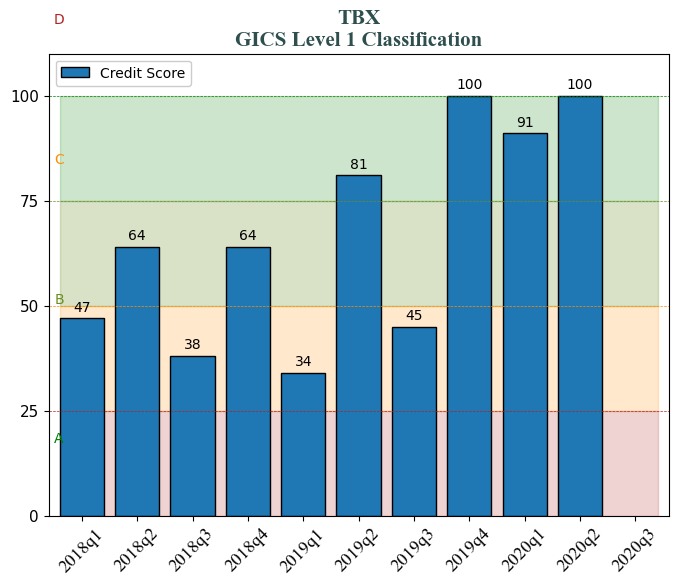 D
TBX
GICS Level 1 Classification
Credit Score
100
75
50
25
0
C
B
A
47
64
38
64
34
81
45
100
91
100
2018q1
2018q2
2018q3
2018q4
2019q1
2019q2
2019q3
2019q4
2020q1
2020q2
2020q3